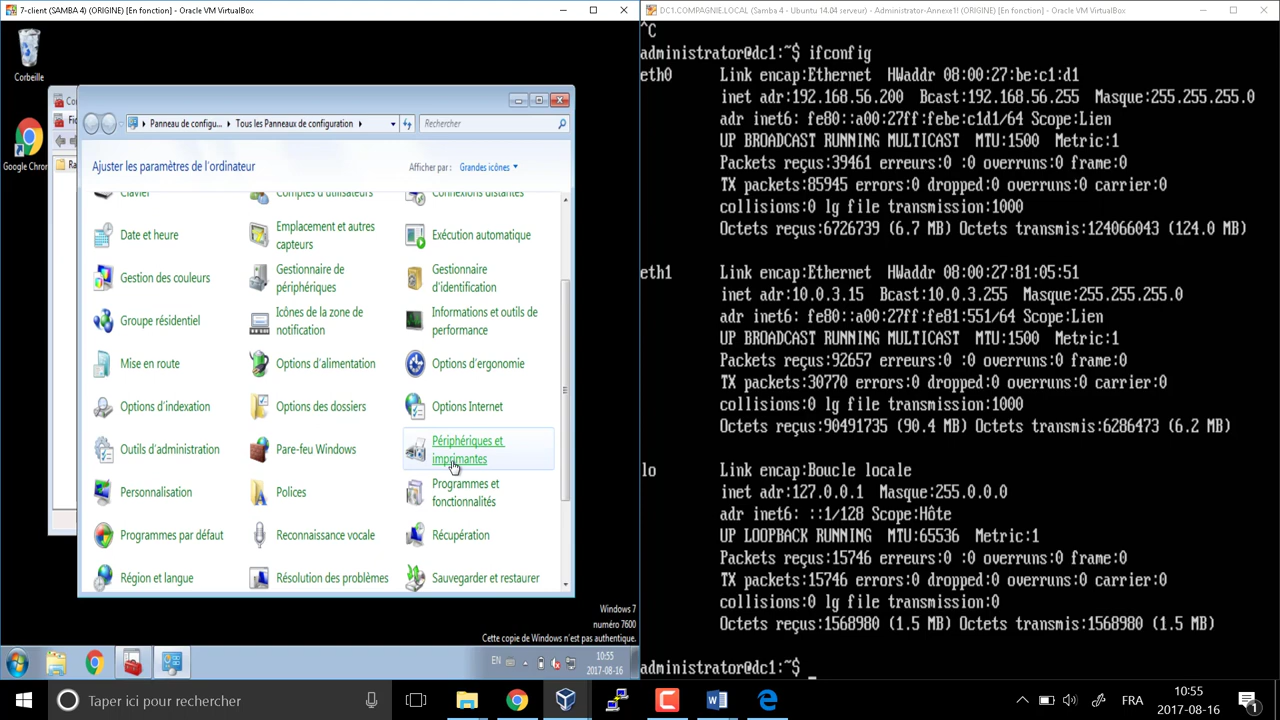 7-client (SAMBA 4) (ORIGINE) [En fonction] - Oracle VM VirtualBox
Corbeille
Google Chro
Co
Fic
Ra
Panneau de configu...
Tous les Panneaux de configuration
Rechercher
Ajuster les paramètres de l'ordinateur
Afficher par :
Grandes icônes
Clavier
Comptes d'utilisateurs
Connexions distantes
Date et heure
Emplacement et autres
capteurs
Exécution automatique
Gestion des couleurs
Gestionnaire de
périphériques
Gestionnaire
d'identification
Groupe résidentiel
Icônes de la zone de
notification
Informations et outils de
performance
Mise en route
Options d'alimentation
Options d'ergonomie
Options d'indexation
Options des dossiers
Options Internet
Outils d'administration
Pare-feu Windows
Périphériques et
imprimantes
Personnalisation
Polices
Programmes et
fonctionnalités
Programmes par défaut
Reconnaissance vocale
Récupération
Région et langue
Résolution des problèmes
Sauvegarder et restaurer
Windows 7
numéro 7600
Cette copie de Windows n'est pas authentique.
EN
10:55
2017-08-16
DC1.COMPAGNIE.LOCAL (Samba 4 - Ubuntu 14.04 serveur) - Administrator-Annexe1! (ORIGINE) [En fonction] - Oracle VM VirtualBox
^C
administrator@dc1:~$ ifconfig
eth0 Link encap:Ethernet HWaddr 08:00:27:be:c1:d1
inet adr:192.168.56.200 Bcast:192.168.56.255 Masque:255.255.255.0
adr inet6: fe80::a00:27ff:febe:c1d1/64 Scope:Lien
UP BROADCAST RUNNING MULTICAST MTU:1500 Metric:1
Packets reçus:39461 erreurs:0 :0 overruns:0 frame:0
TX packets:85945 errors:0 dropped:0 overruns:0 carrier:0
collisions:0 lg file transmission:1000
Octets reçus:6726739 (6.7 MB) Octets transmis:124066043 (124.0 MB)
eth1 Link encap:Ethernet HWaddr 08:00:27:81:05:51
inet adr:10.0.3.15 Bcast:10.0.3.255 Masque:255.255.255.0
adr inet6: fe80::a00:27ff:fe81:551/64 Scope:Lien
UP BROADCAST RUNNING MULTICAST MTU:1500 Metric:1
Packets reçus:92657 erreurs:0 :0 overruns:0 frame:0
TX packets:30770 errors:0 dropped:0 overruns:0 carrier:0
collisions:0 lg file transmission:1000
Octets reçus:90491735 (90.4 MB) Octets transmis:6286473 (6.2 MB)
lo Link encap:Boucle locale
inet adr:127.0.0.1 Masque:255.0.0.0
adr inet6: ::1/128 Scope:Hôte
UP LOOPBACK RUNNING MTU:65536 Metric:1
Packets reçus:15746 erreurs:0 :0 overruns:0 frame:0
TX packets:15746 errors:0 dropped:0 overruns:0 carrier:0
collisions:0 lg file transmission:0
Octets reçus:1568980 (1.5 MB) Octets transmis:1568980 (1.5 MB)
administrator@dc1:~$ _
Taper ici pour rechercher
FRA
10:55
2017-08-16
1